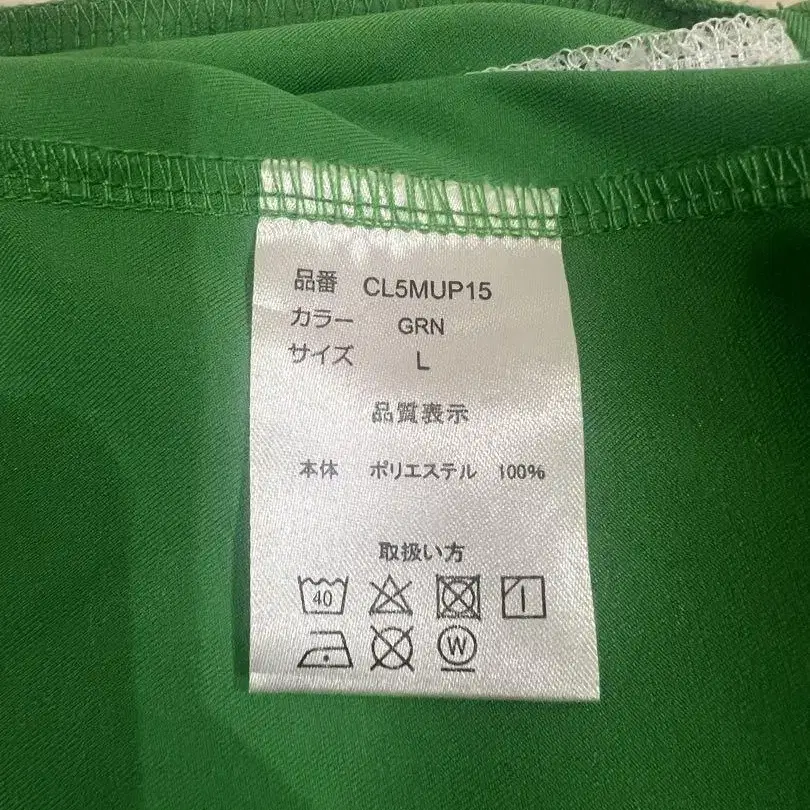 品番 CL5MUP15
カラー GRN
サイズ L
品質表示
本体 ポリエステル 100%
取扱い方
40
W